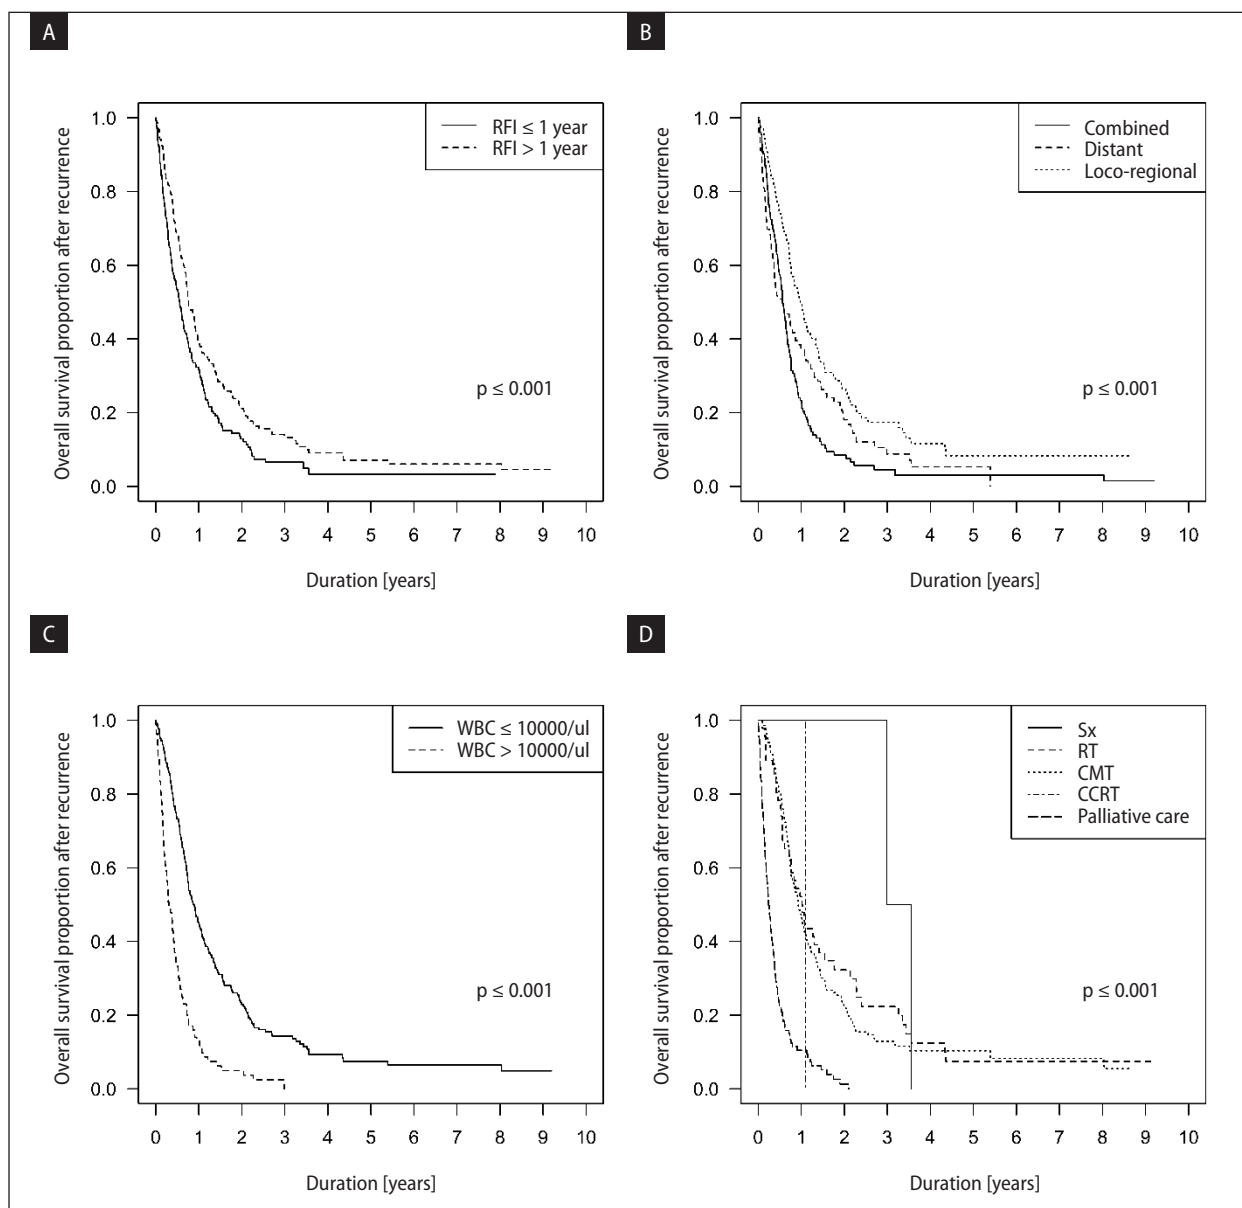 A
Overall survival proportion after recurrence
1.0
0.8
0.6
0.4
0.2
0.0
RFI ≤ 1 year
RFI > 1 year
p ≤ 0.001
0 1 2 3 4 5 6 7 8 9 10
Duration [years]
B
Overall survival proportion after recurrence
1.0
0.8
0.6
0.4
0.2
0.0
Combined
Distant
Loco-regional
p ≤ 0.001
0 1 2 3 4 5 6 7 8 9 10
Duration [years]
C
Overall survival proportion after recurrence
1.0
0.8
0.6
0.4
0.2
0.0
WBC ≤ 10000/ul
WBC > 10000/ul
p ≤ 0.001
0 1 2 3 4 5 6 7 8 9 10
Duration [years]
D
Overall survival proportion after recurrence
1.0
0.8
0.6
0.4
0.2
0.0
Sx
RT
CMT
CCRT
Palliative care
p ≤ 0.001
0 1 2 3 4 5 6 7 8 9 10
Duration [years]